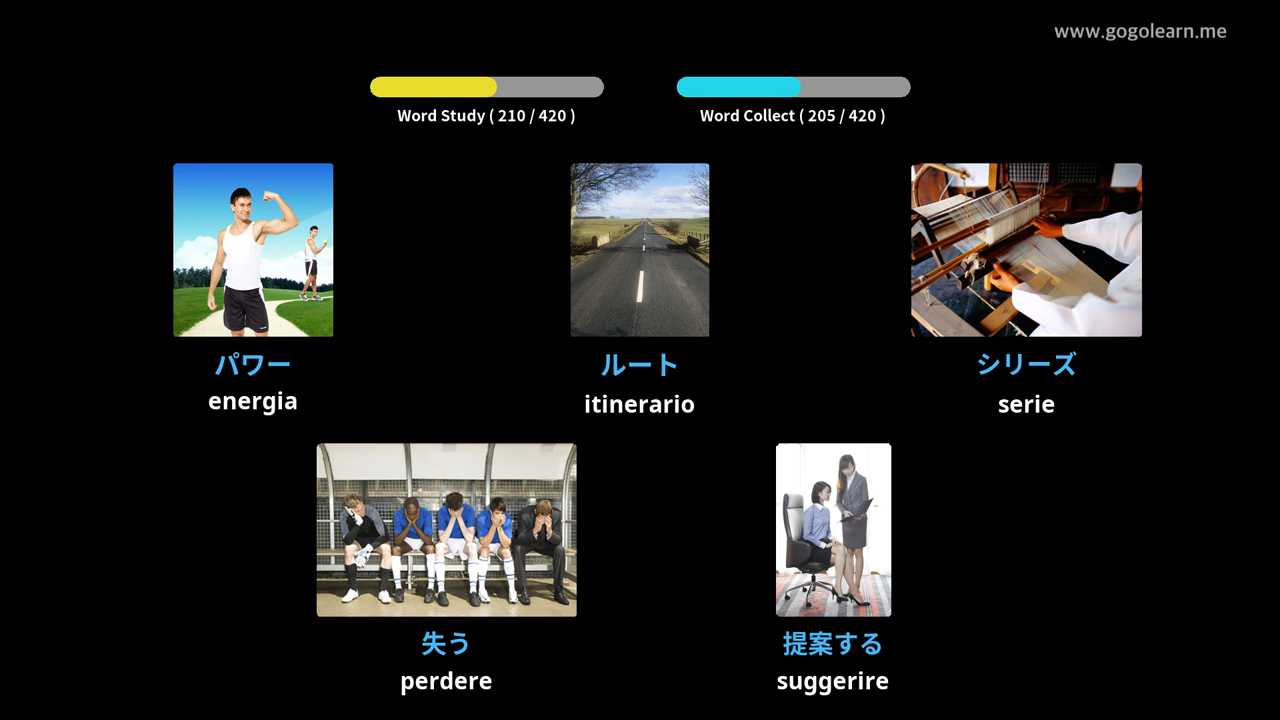 www.gogolearn.me
Word Study ( 210 / 420 )
Word Collect ( 205 / 420 )
パワー
energia
ルート
itinerario
シリーズ
serie
失う
perdere
提案する
suggerire